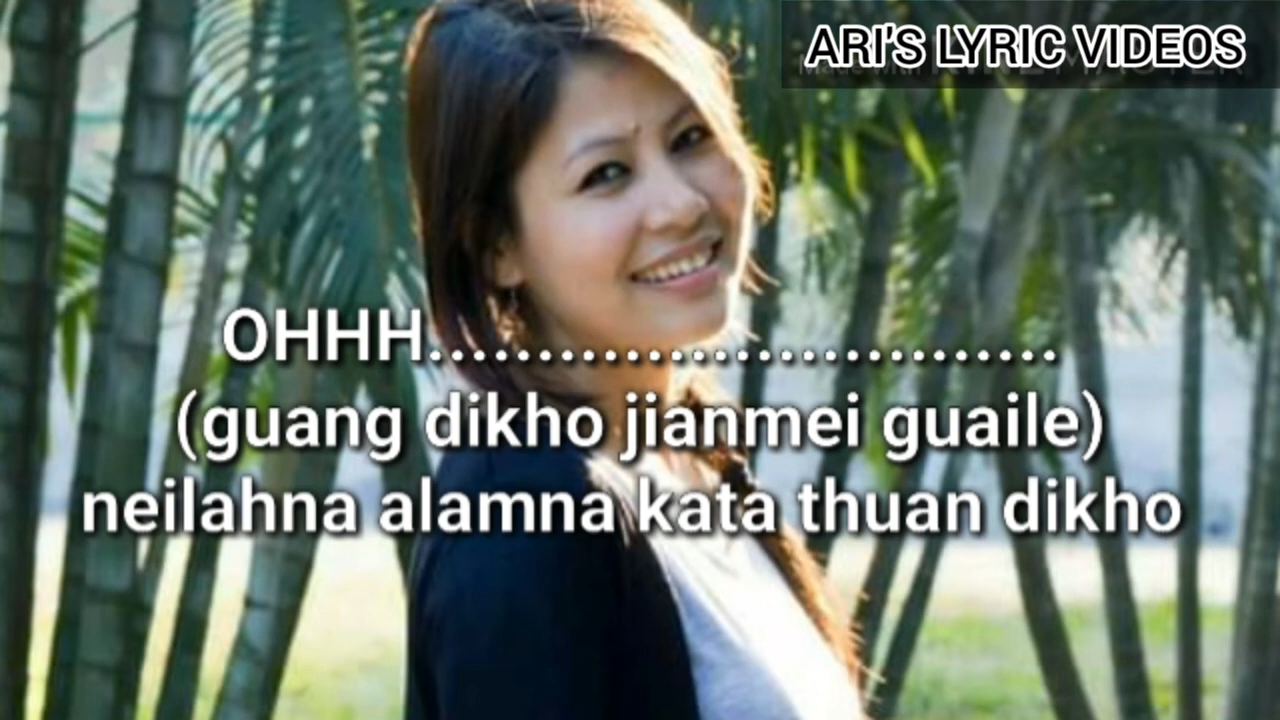 ARI'S LYRIC VIDEOS
OHHH.............................
(guang dikho jianmei guaile)
neilahna alamna kata thuan dikho